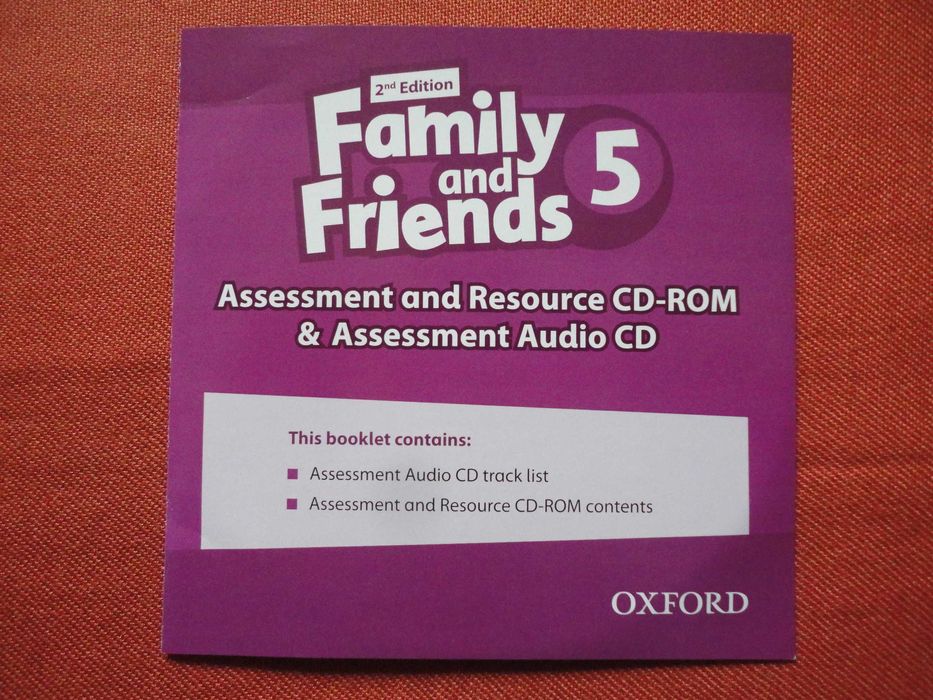 2nd Edition
Family
and
Friends
5
Assessment and Resource CD-ROM
& Assessment Audio CD
This booklet contains:
■ Assessment Audio CD track list
■ Assessment and Resource CD-ROM contents
OXFORD